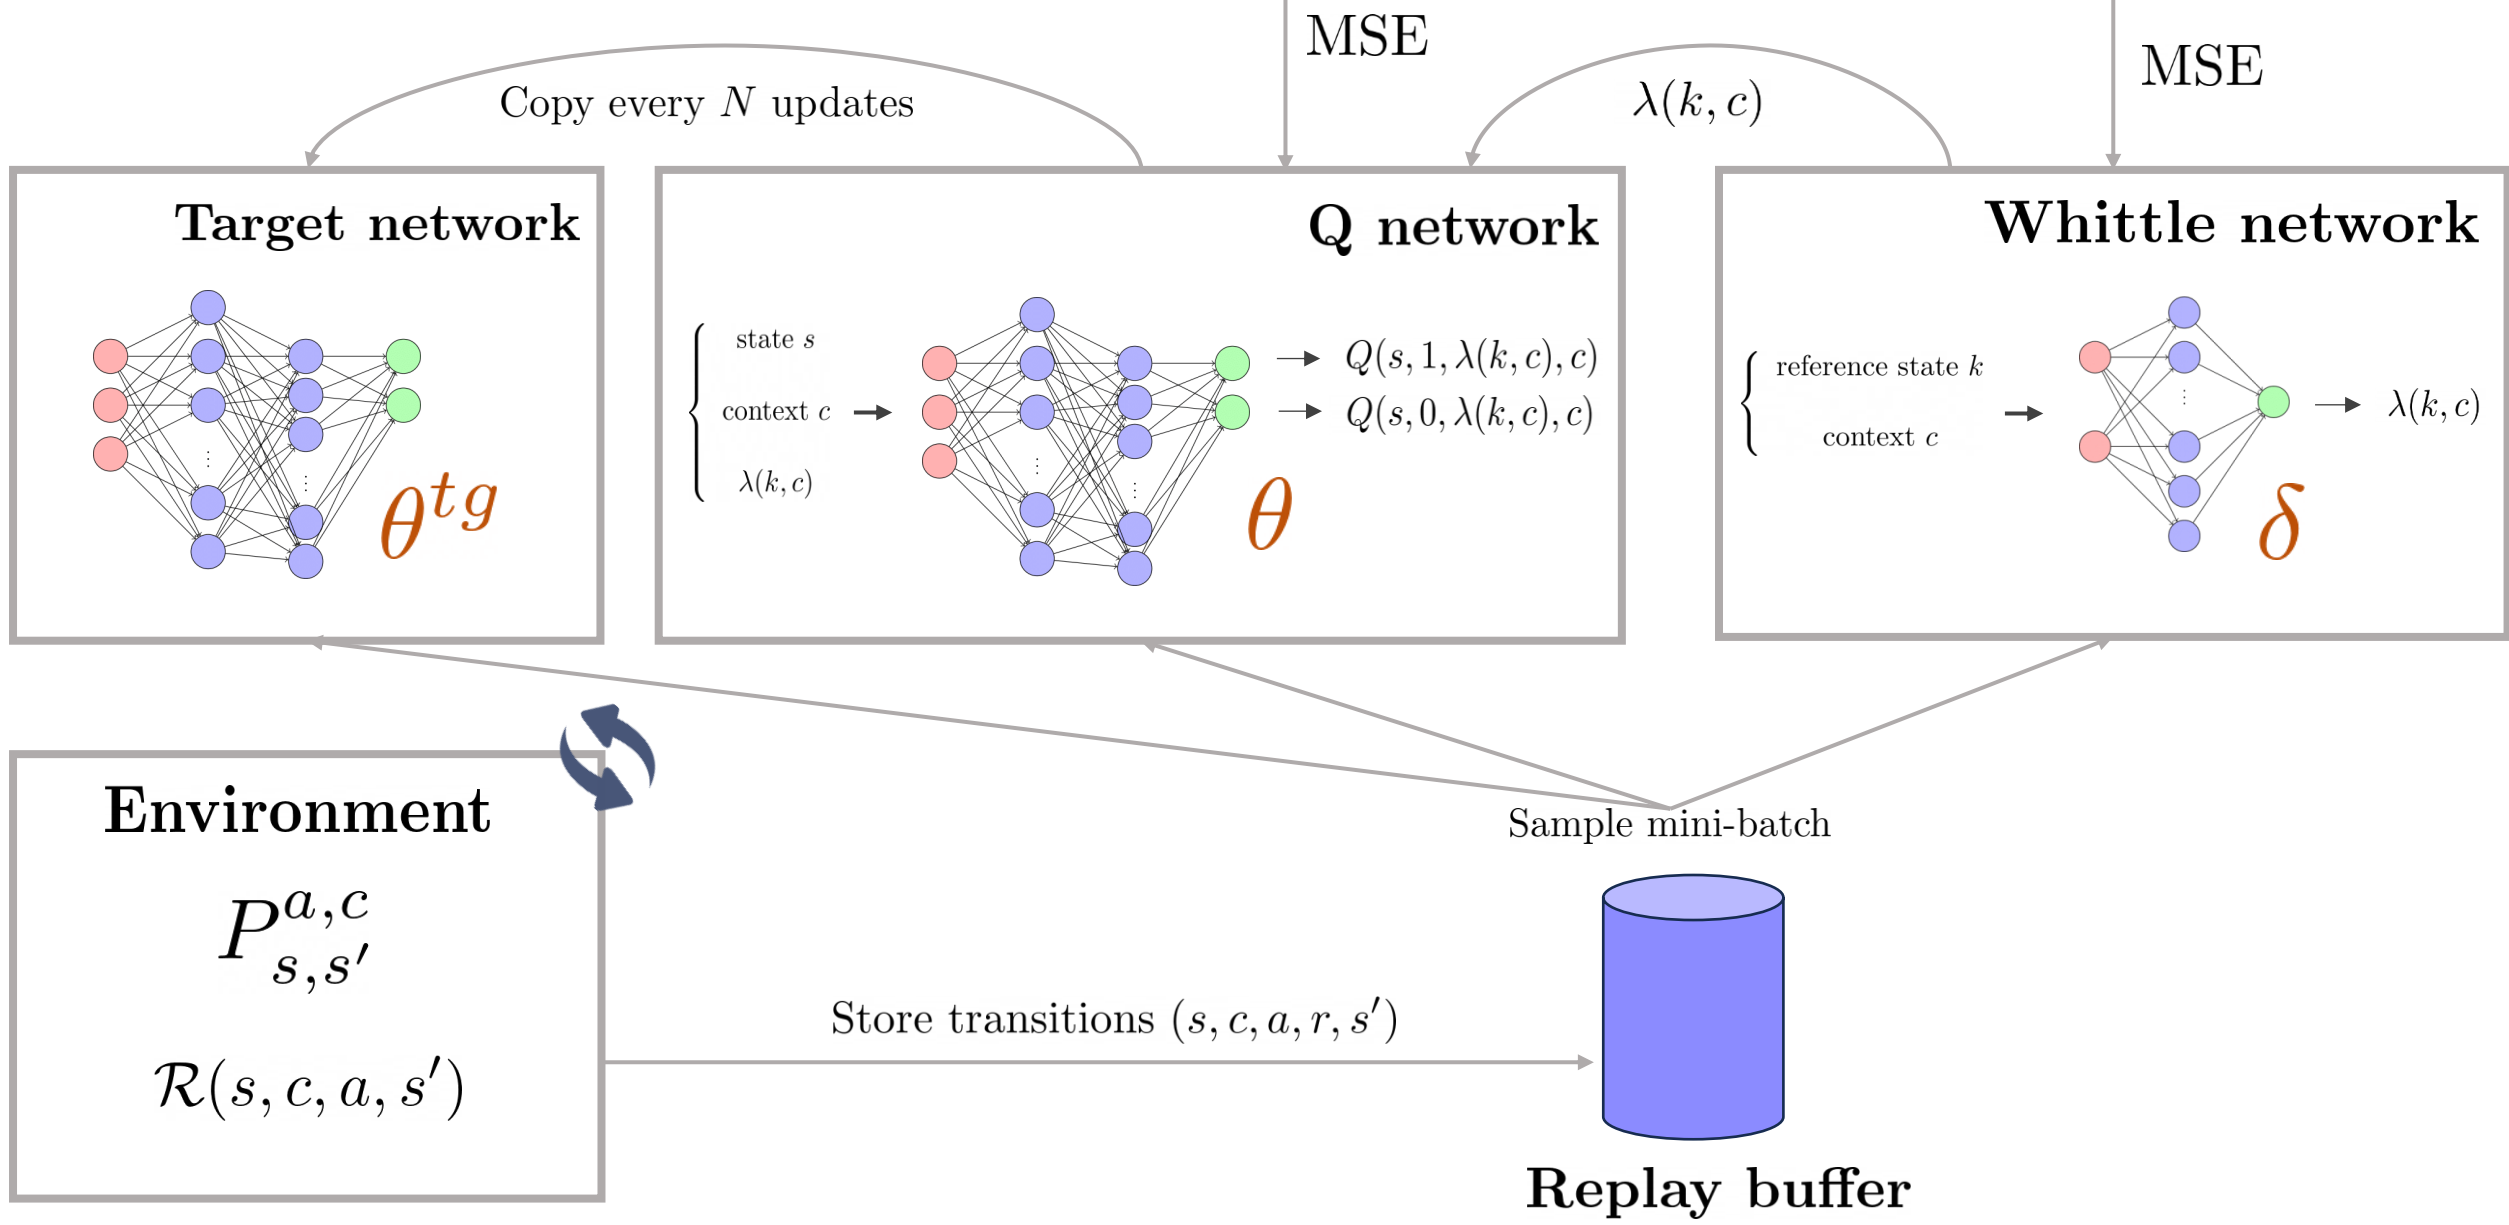 MSE
MSE
Copy every N updates
λ(k, c)
Target network
θ^{tg}
Q network
state s
context c
λ(k, c)
Q(s, 1, λ(k, c), c)
Q(s, 0, λ(k, c), c)
θ
Whittle network
reference state k
context c
λ(k, c)
δ
Environment
P^{a,c}_{s,s′}
ℛ(s, c, a, s′)
Sample mini-batch
Store transitions (s, c, a, r, s′)
Replay buffer